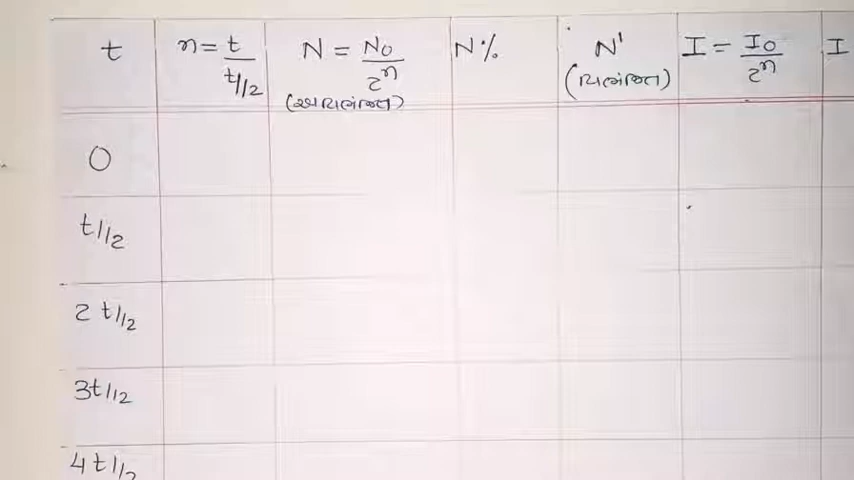 t n = t/t1/2 N = N0/2^n N% N' I = I0/2^n I
(અવિભંજિત) (વિભંજિત)
0
t1/2
2 t1/2
3t1/2
4 t1/2